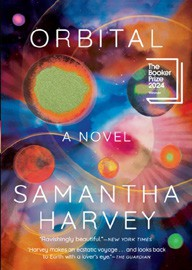 ORBITAL
The
Booker
Prize
2024
A NOVEL
SAMANTHA
HARVEY
"Ravishingly beautiful."—NEW YORK TIMES
"Harvey makes an ecstatic voyage . . . and looks back
to Earth with a lover's eye."—THE GUARDIAN